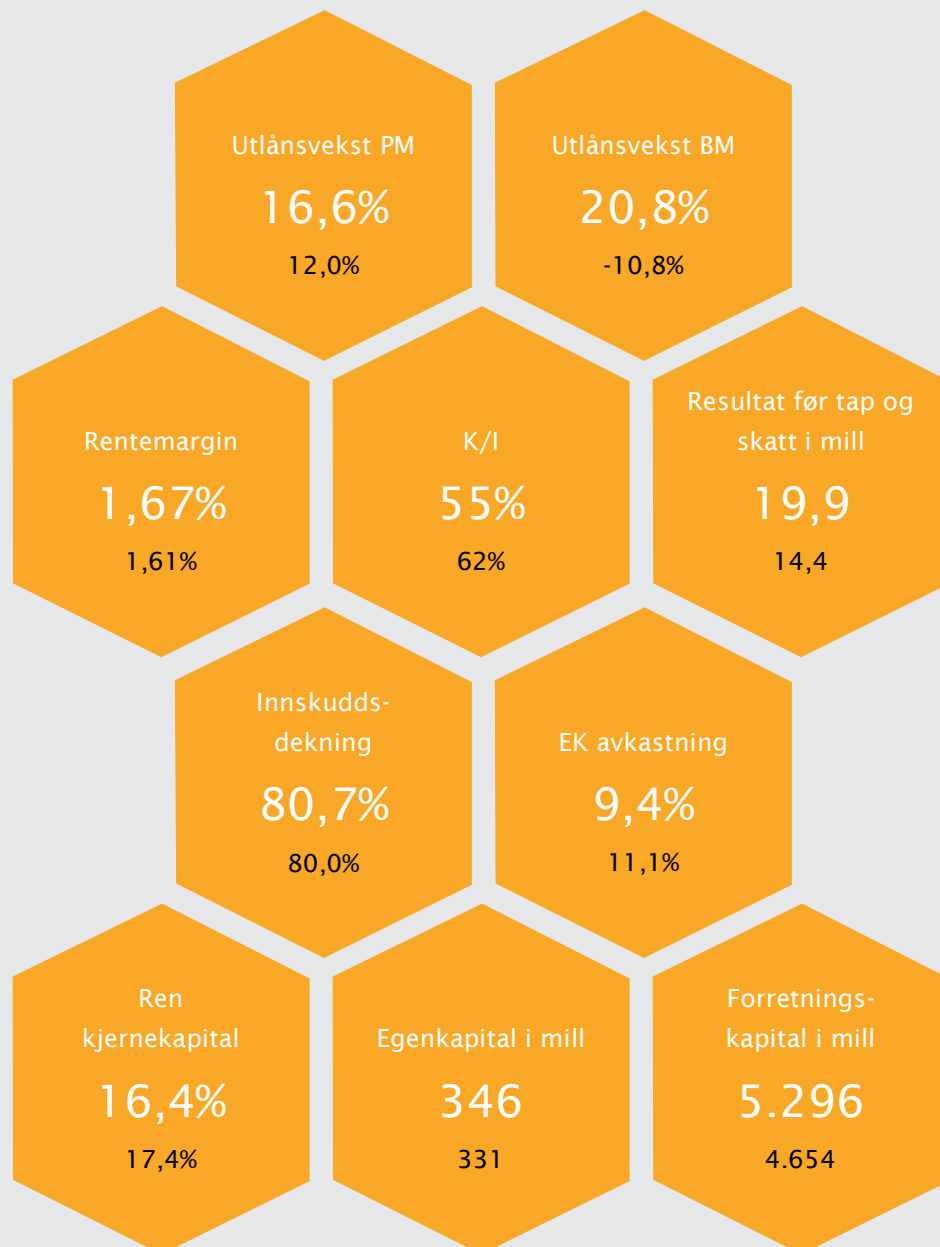 Utlånsvekst PM
16,6%
12,0%
Utlånsvekst BM
20,8%
-10,8%
Rentemargin
1,67%
1,61%
K/I
55%
62%
Resultat før tap og
skatt i mill
19,9
14,4
Innskudds-
dekning
80,7%
80,0%
EK avkastning
9,4%
11,1%
Ren
kjernekapital
16,4%
17,4%
Egenkapital i mill
346
331
Forretnings-
kapital i mill
5.296
4.654